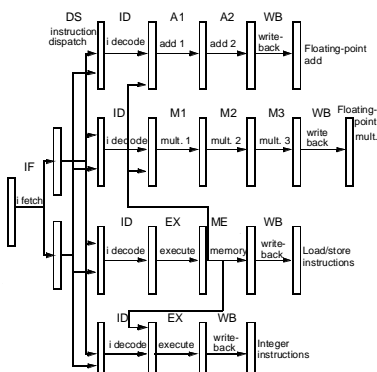 DS ID A1 A2 WB
instruction
dispatch
i decode
add 1
add 2
write-
back
Floating-point
add
ID M1 M2 M3 WB
Floating-
point
mult.
i decode
mult. 1
mult. 2
mult. 3
write
back
IF
i fetch
ID EX ME WB
i decode
execute
memory
write-
back
Load/store
instructions
ID EX WB
i decode
execute
write-
back
Integer
instructions